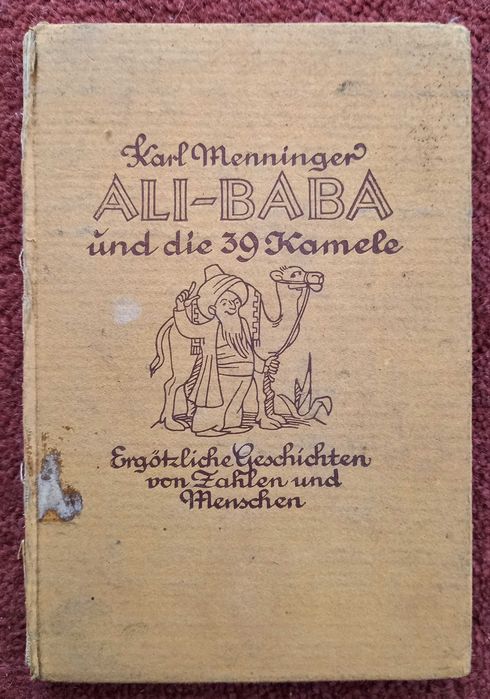 Karl Menninger
ALI-BABA
und die 39 Kamele
Ergötzliche Geschichten
von Zahlen und
Menschen